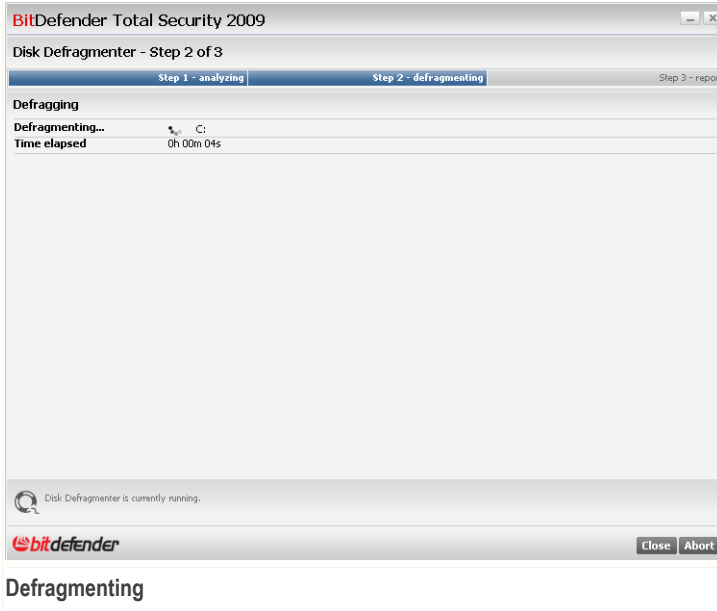 BitDefender Total Security 2009
Disk Defragmenter - Step 2 of 3
Step 1 - analyzing Step 2 - defragmenting Step 3 - repor
Defragging
Defragmenting... C:
Time elapsed 0h 00m 04s
Disk Defragmenter is currently running.
bitdefender Close Abort
Defragmenting